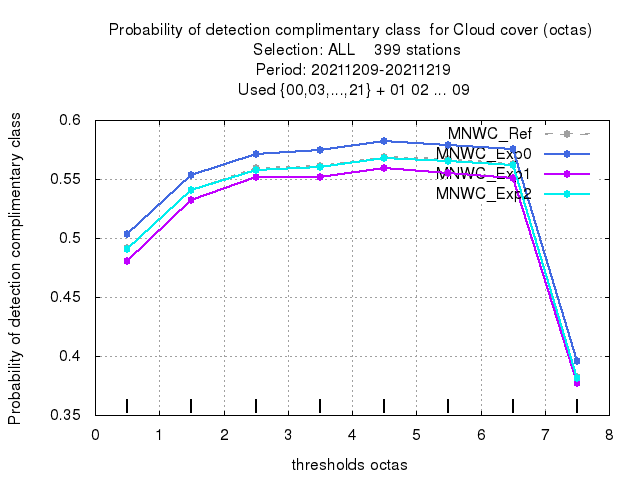 Probability of detection complimentary class  for Cloud cover (octas)
Selection: ALL    399 stations
Period: 20211209-20211219
Used {00,03,...,21} + 01 02 ... 09
Probability of detection complimentary class
0.6
0.55
0.5
0.45
0.4
0.35
MNWC_Ref
MNWC_Exp0
MNWC_Exp1
MNWC_Exp2
0 1 2 3 4 5 6 7 8
thresholds octas